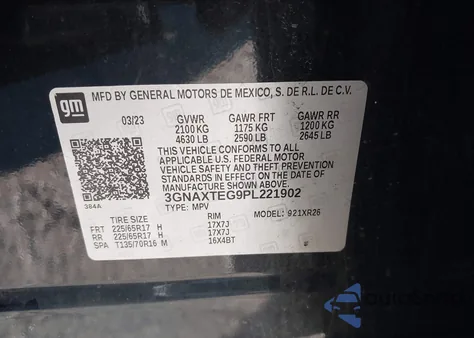 gm
MFD BY GENERAL MOTORS DE MEXICO, S. DE R.L. DE C.V.
03/23 GVWR GAWR FRT GAWR RR
2100 KG 1175 KG 1200 KG
4630 LB 2590 LB 2645 LB
THIS VEHICLE CONFORMS TO ALL
APPLICABLE U.S. FEDERAL MOTOR
VEHICLE SAFETY AND THEFT PREVENTION
STANDARDS IN EFFECT ON THE DATE OF
MANUFACTURE SHOWN ABOVE.
384A
3GNAXTEG9PL221902
TYPE: MPV MODEL: 921XR26
TIRE SIZE RIM
FRT 225/65R17 H 17X7J
RR 225/65R17 H 17X7J
SPA T135/70R16 M 16X4BT